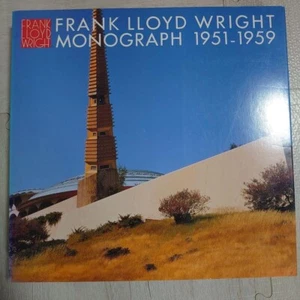 FRANK
LLOYD
WRIGHT
FRANK LLOYD WRIGHT
MONOGRAPH 1951-1959